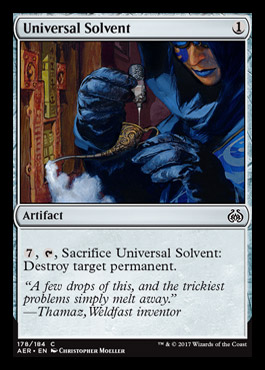 Universal Solvent 1
Artifact
7, T, Sacrifice Universal Solvent:
Destroy target permanent.
"A few drops of this, and the trickiest
problems simply melt away."
—Thamaz, Weldfast inventor
178/184 C
AER • EN Christopher Moeller
™ & © 2017 Wizards of the Coast